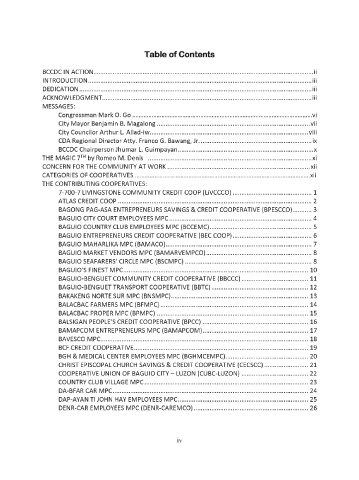 Table of Contents
BCCDC IN ACTION....................ii
INTRODUCTION....................iii
DEDICATION....................iii
ACKNOWLEDGMENT....................iii
MESSAGES:
Congressman Mark O. Go....................vi
City Mayor Benjamin B. Magalong....................vii
City Councilor Arthur L. Allad-iw....................viii
CDA Regional Director Atty. Franco G. Bawang, Jr....................ix
BCCDC Chairperson Jhumar L. Guimpayan....................x
THE MAGIC 7TH by Romeo M. Denis ....................xi
CONCERN FOR THE COMMUNITY AT WORK....................xii
CATEGORIES OF COOPERATIVES....................xii
THE CONTRIBUTING COOPERATIVES:
7-700-7 LIVINGSTONE COMMUNITY CREDIT COOP (LIVCCCO)....................1
ATLAS CREDIT COOP....................2
BAGONG PAG-ASA ENTREPRENEURS SAVINGS & CREDIT COOPERATIVE (BPESCCO)..........3
BAGUIO CITY COURT EMPLOYEES MPC....................4
BAGUIO COUNTRY CLUB EMPLOYEES MPC (BCCEMC)....................5
BAGUIO ENTREPRENEURS CREDIT COOPERATIVE (BEC COOP)....................6
BAGUIO MAHARLIKA MPC (BAMACO)....................7
BAGUIO MARKET VENDORS MPC (BAMARVEMPCO)....................8
BAGUIO SEAFARERS' CIRCLE MPC (BSCMPC)....................8
BAGUIO'S FINEST MPC....................10
BAGUIO-BENGUET COMMUNITY CREDIT COOPERATIVE (BBCCC)....................11
BAGUIO-BENGUET TRANSPORT COOPERATIVE (BBTC)....................12
BAKAKENG NORTE SUR MPC (BNSMPC)....................13
BALACBAC FARMERS MPC (BFMPC)....................14
BALACBAC PROPER MPC (BPMPC)....................15
BALSIGAN PEOPLE'S CREDIT COOPERATIVE (BPCC)....................16
BAMAPCOM ENTREPRENEURS MPC (BAMAPCOM)....................17
BAVESCO MPC....................18
BCF CREDIT COOPERATIVE....................19
BGH & MEDICAL CENTER EMPLOYEES MPC (BGHMCEMPC)....................20
CHRIST EPISCOPAL CHURCH SAVINGS & CREDIT COOPERATIVE (CECSCC)....................21
COOPERATIVE UNION OF BAGUIO CITY – LUZON (CUBC-LUZON)....................22
COUNTRY CLUB VILLAGE MPC....................23
DA-BFAR CAR MPC....................24
DAP-AYAN TI JOHN HAY EMPLOYEES MPC....................25
DENR-CAR EMPLOYEES MPC (DENR-CAREMCO)....................26
iv